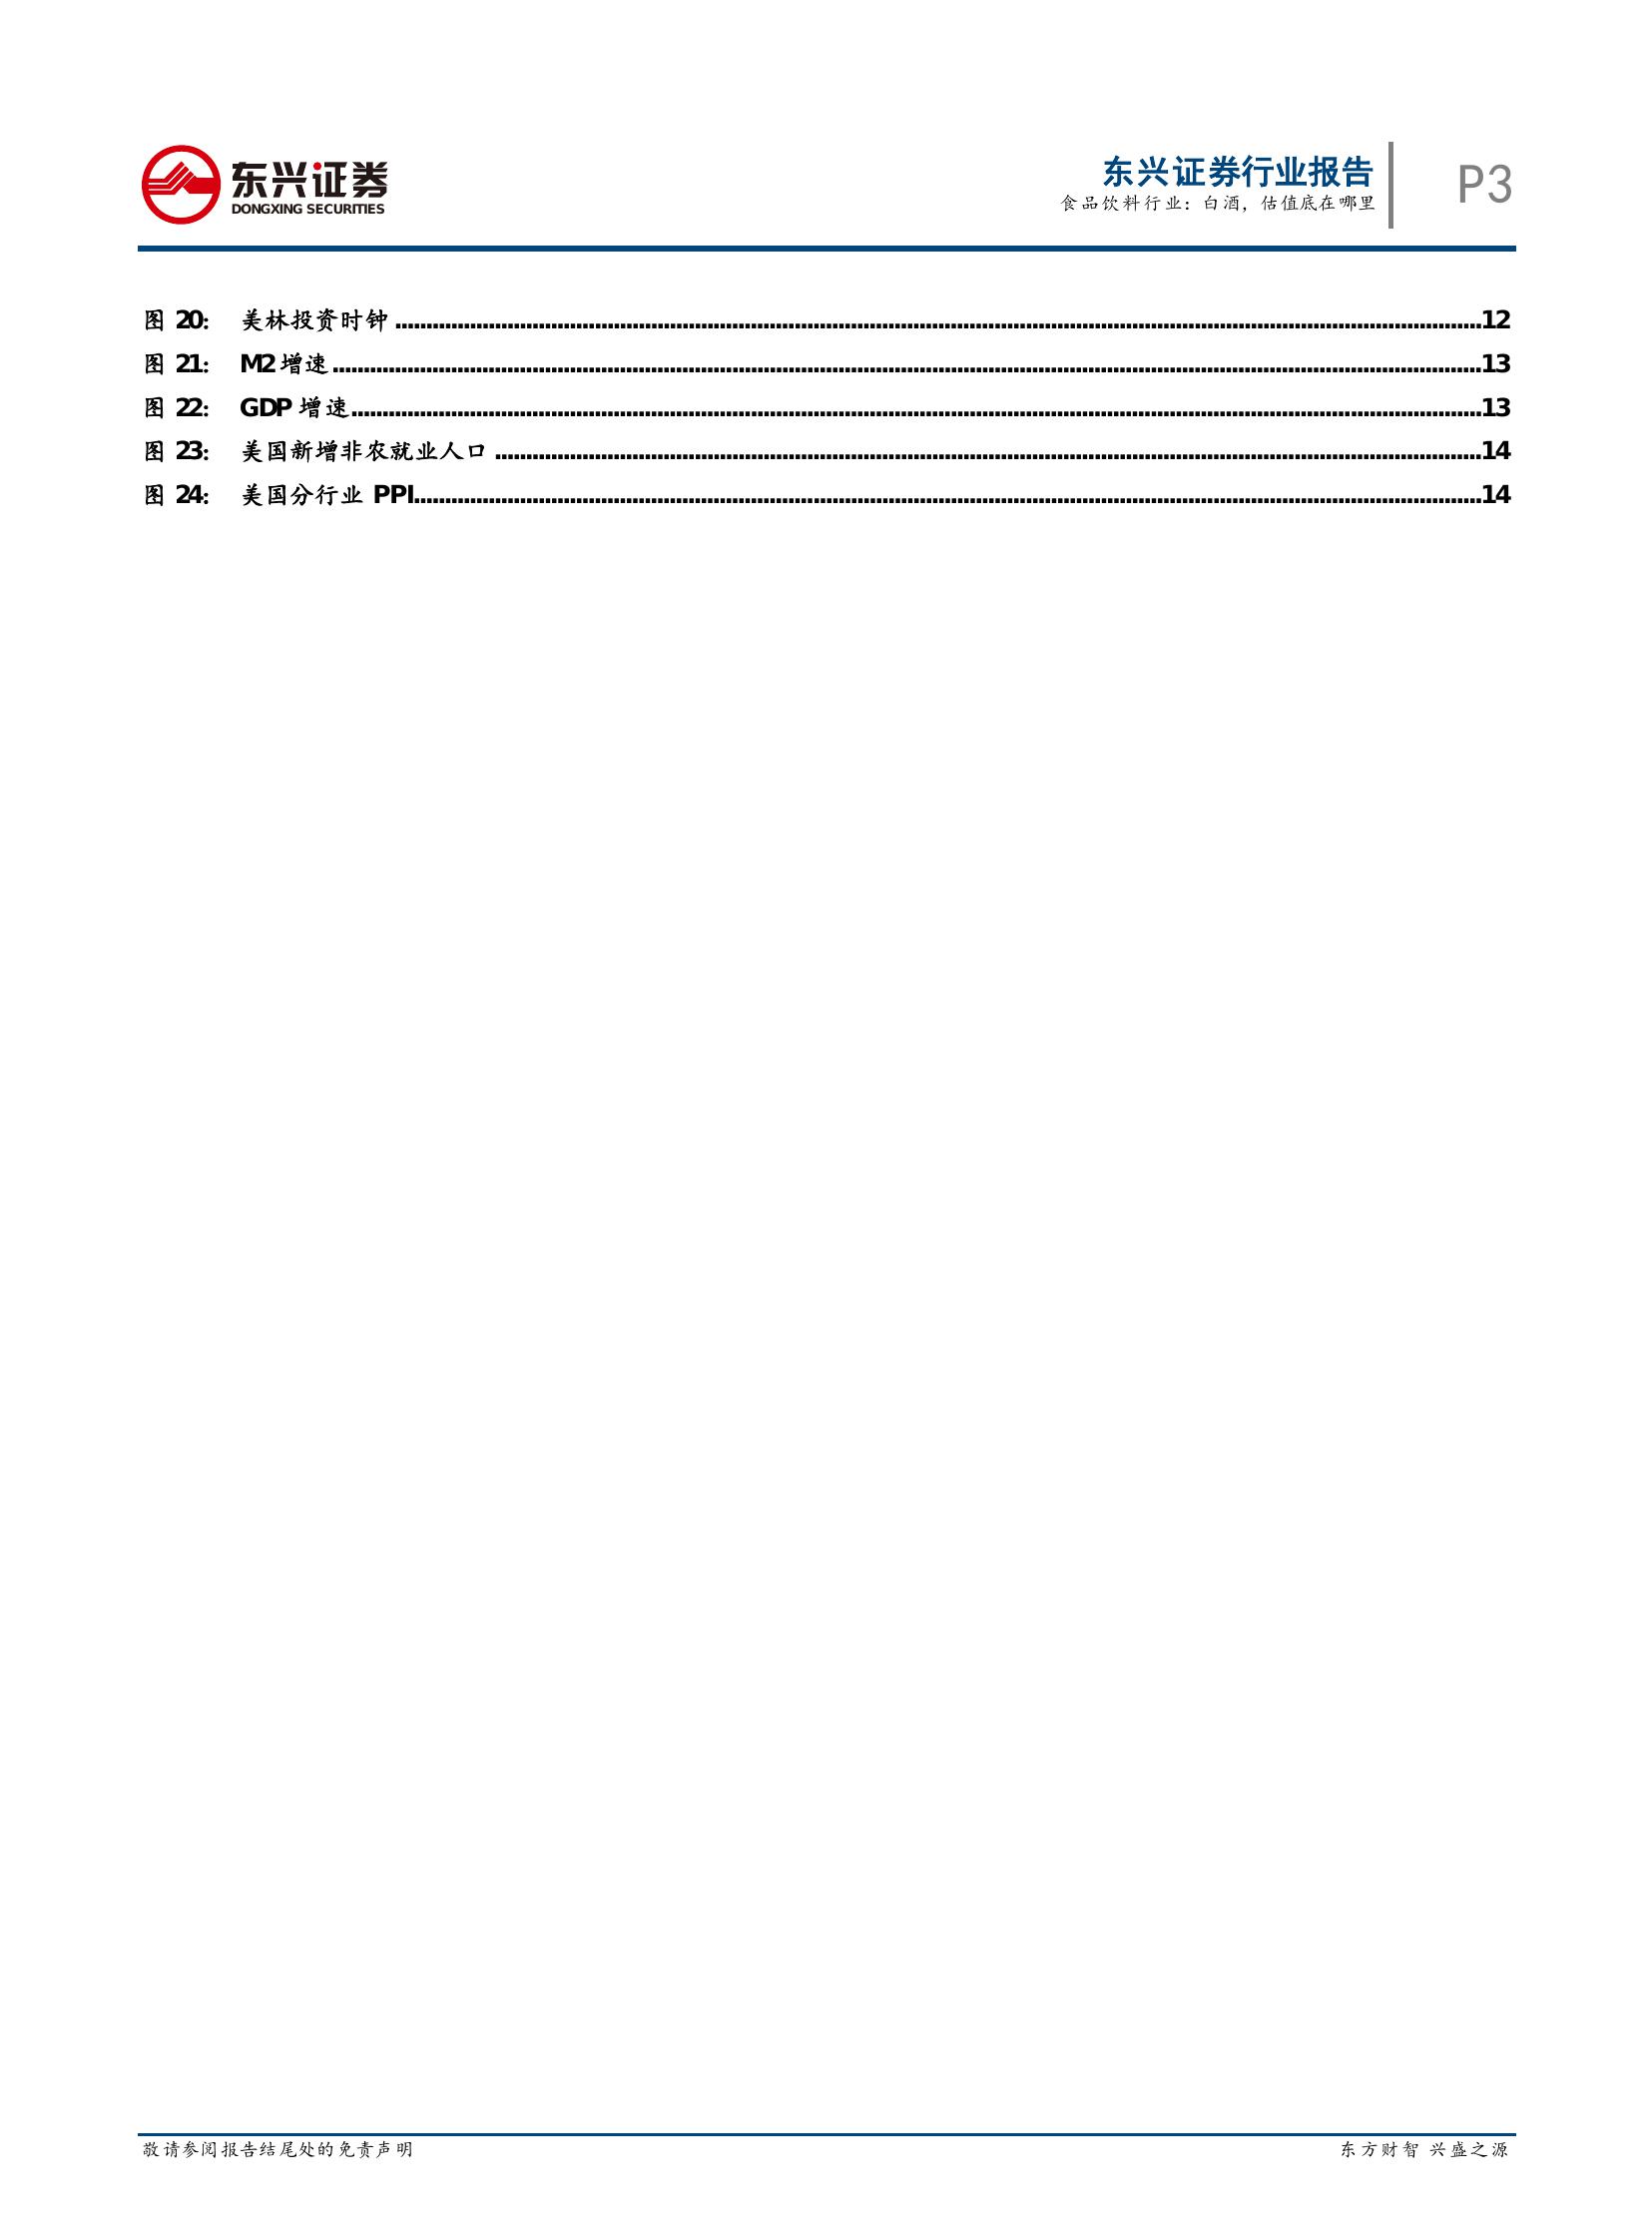 东兴证券
DONGXING SECURITIES
东兴证券行业报告
食品饮料行业：白酒，估值底在哪里
P3
图 20： 美林投资时钟 ........................................ 12
图 21： M2 增速 ........................................ 13
图 22： GDP 增速 ........................................ 13
图 23： 美国新增非农就业人口 ........................................ 14
图 24： 美国分行业 PPI ........................................ 14
敬请参阅报告结尾处的免责声明
东方财智 兴盛之源